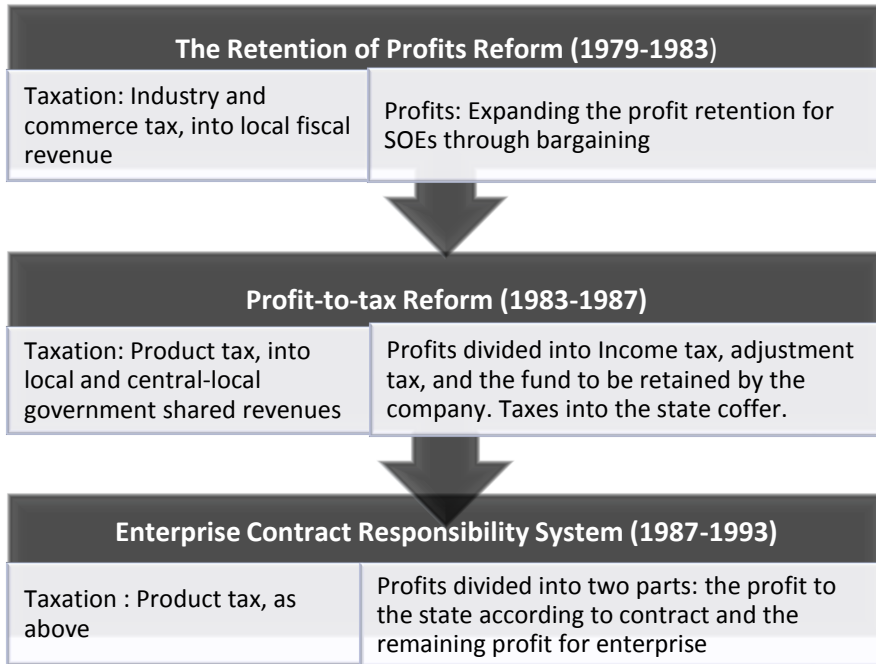 The Retention of Profits Reform (1979-1983)
Taxation: Industry and
commerce tax, into local fiscal
revenue
Profits: Expanding the profit retention for
SOEs through bargaining
Profit-to-tax Reform (1983-1987)
Taxation: Product tax, into
local and central-local
government shared revenues
Profits divided into Income tax, adjustment
tax, and the fund to be retained by the
company. Taxes into the state coffer.
Enterprise Contract Responsibility System (1987-1993)
Taxation : Product tax, as
above
Profits divided into two parts: the profit to
the state according to contract and the
remaining profit for enterprise